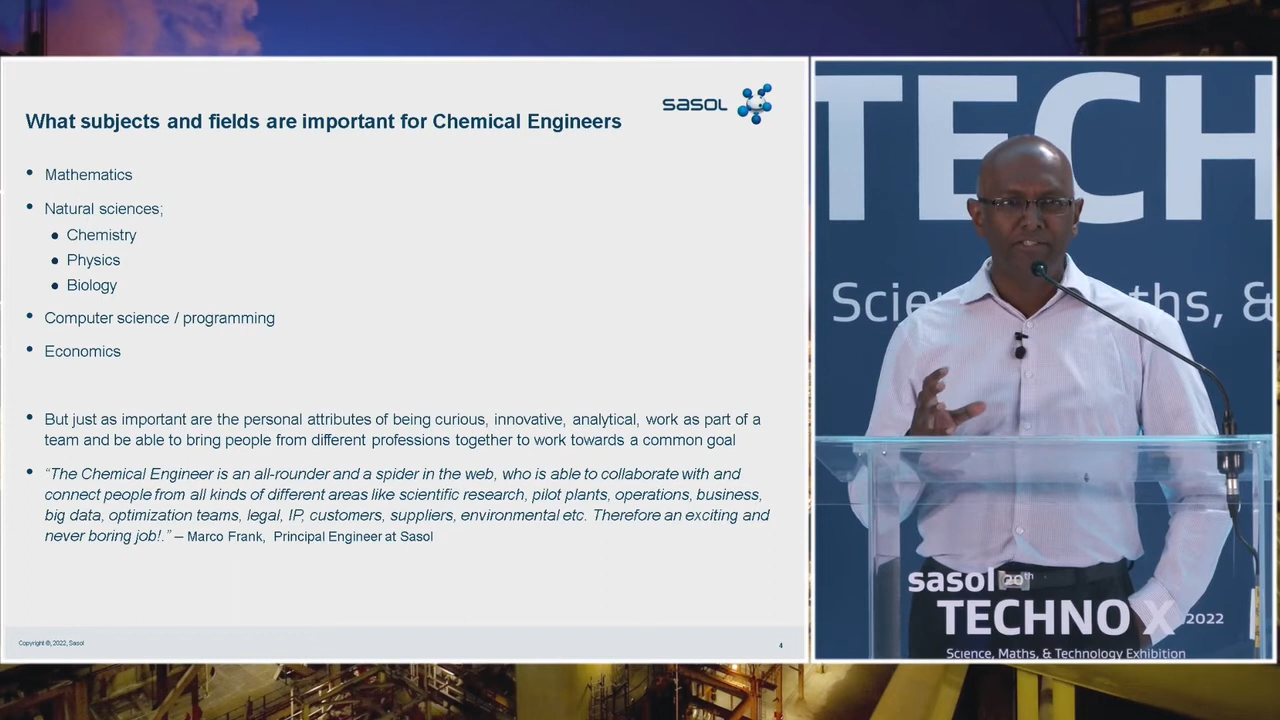 What subjects and fields are important for Chemical Engineers
sasol
• Mathematics
• Natural sciences;
• Chemistry
• Physics
• Biology
• Computer science / programming
• Economics
• But just as important are the personal attributes of being curious, innovative, analytical, work as part of a
team and be able to bring people from different professions together to work towards a common goal
• “The Chemical Engineer is an all-rounder and a spider in the web, who is able to collaborate with and
connect people from all kinds of different areas like scientific research, pilot plants, operations, business,
big data, optimization teams, legal, IP, customers, suppliers, environmental etc. Therefore an exciting and
never boring job!.” – Marco Frank, Principal Engineer at Sasol
Copyright ©, 2022, Sasol
4
TECH
&
sasol 20th
TECHNO X 2022
Science, Maths, & Technology Exhibition